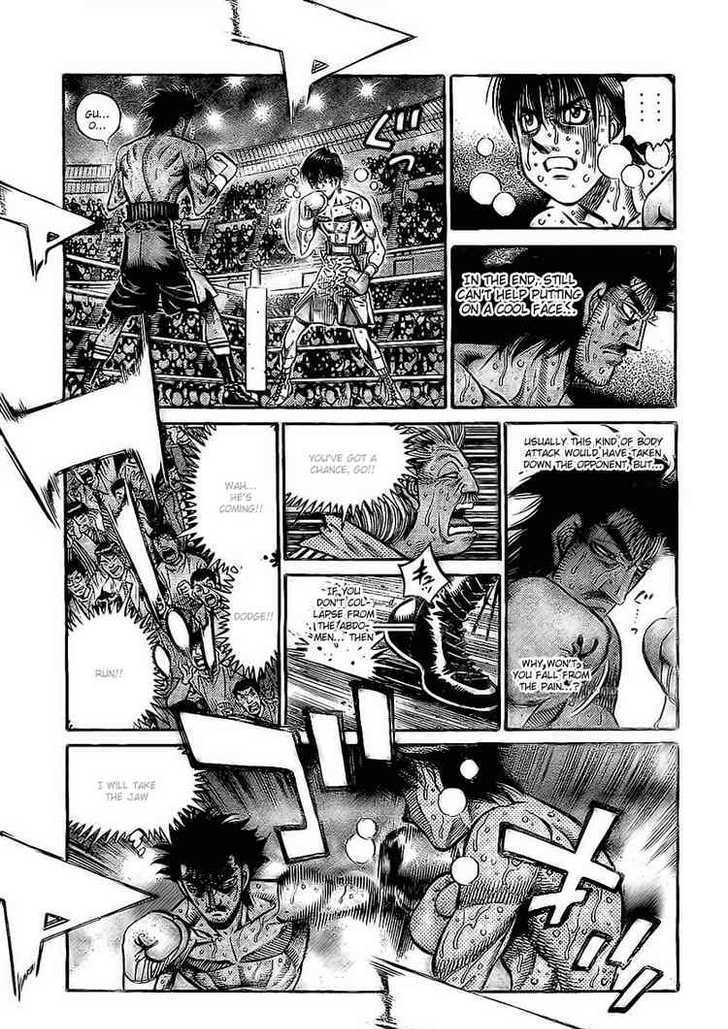 ......
GU...
O...
IN THE END, STILL
CAN'T HELP PUTTING
ON A COOL FACE...
USUALLY THIS KIND OF BODY
ATTACK WOULD HAVE TAKEN
DOWN THE OPPONENT, BUT...
WHY WON'T
YOU FALL FROM
THE PAIN...?
YOU'VE GOT A
CHANCE, GO!!
IF YOU
DON'T COL-
LAPSE FROM
THE ABDO-
MEN... THEN
WAH...
HE'S
COMING!!
DODGE!!
RUN!!
I WILL TAKE
THE JAW